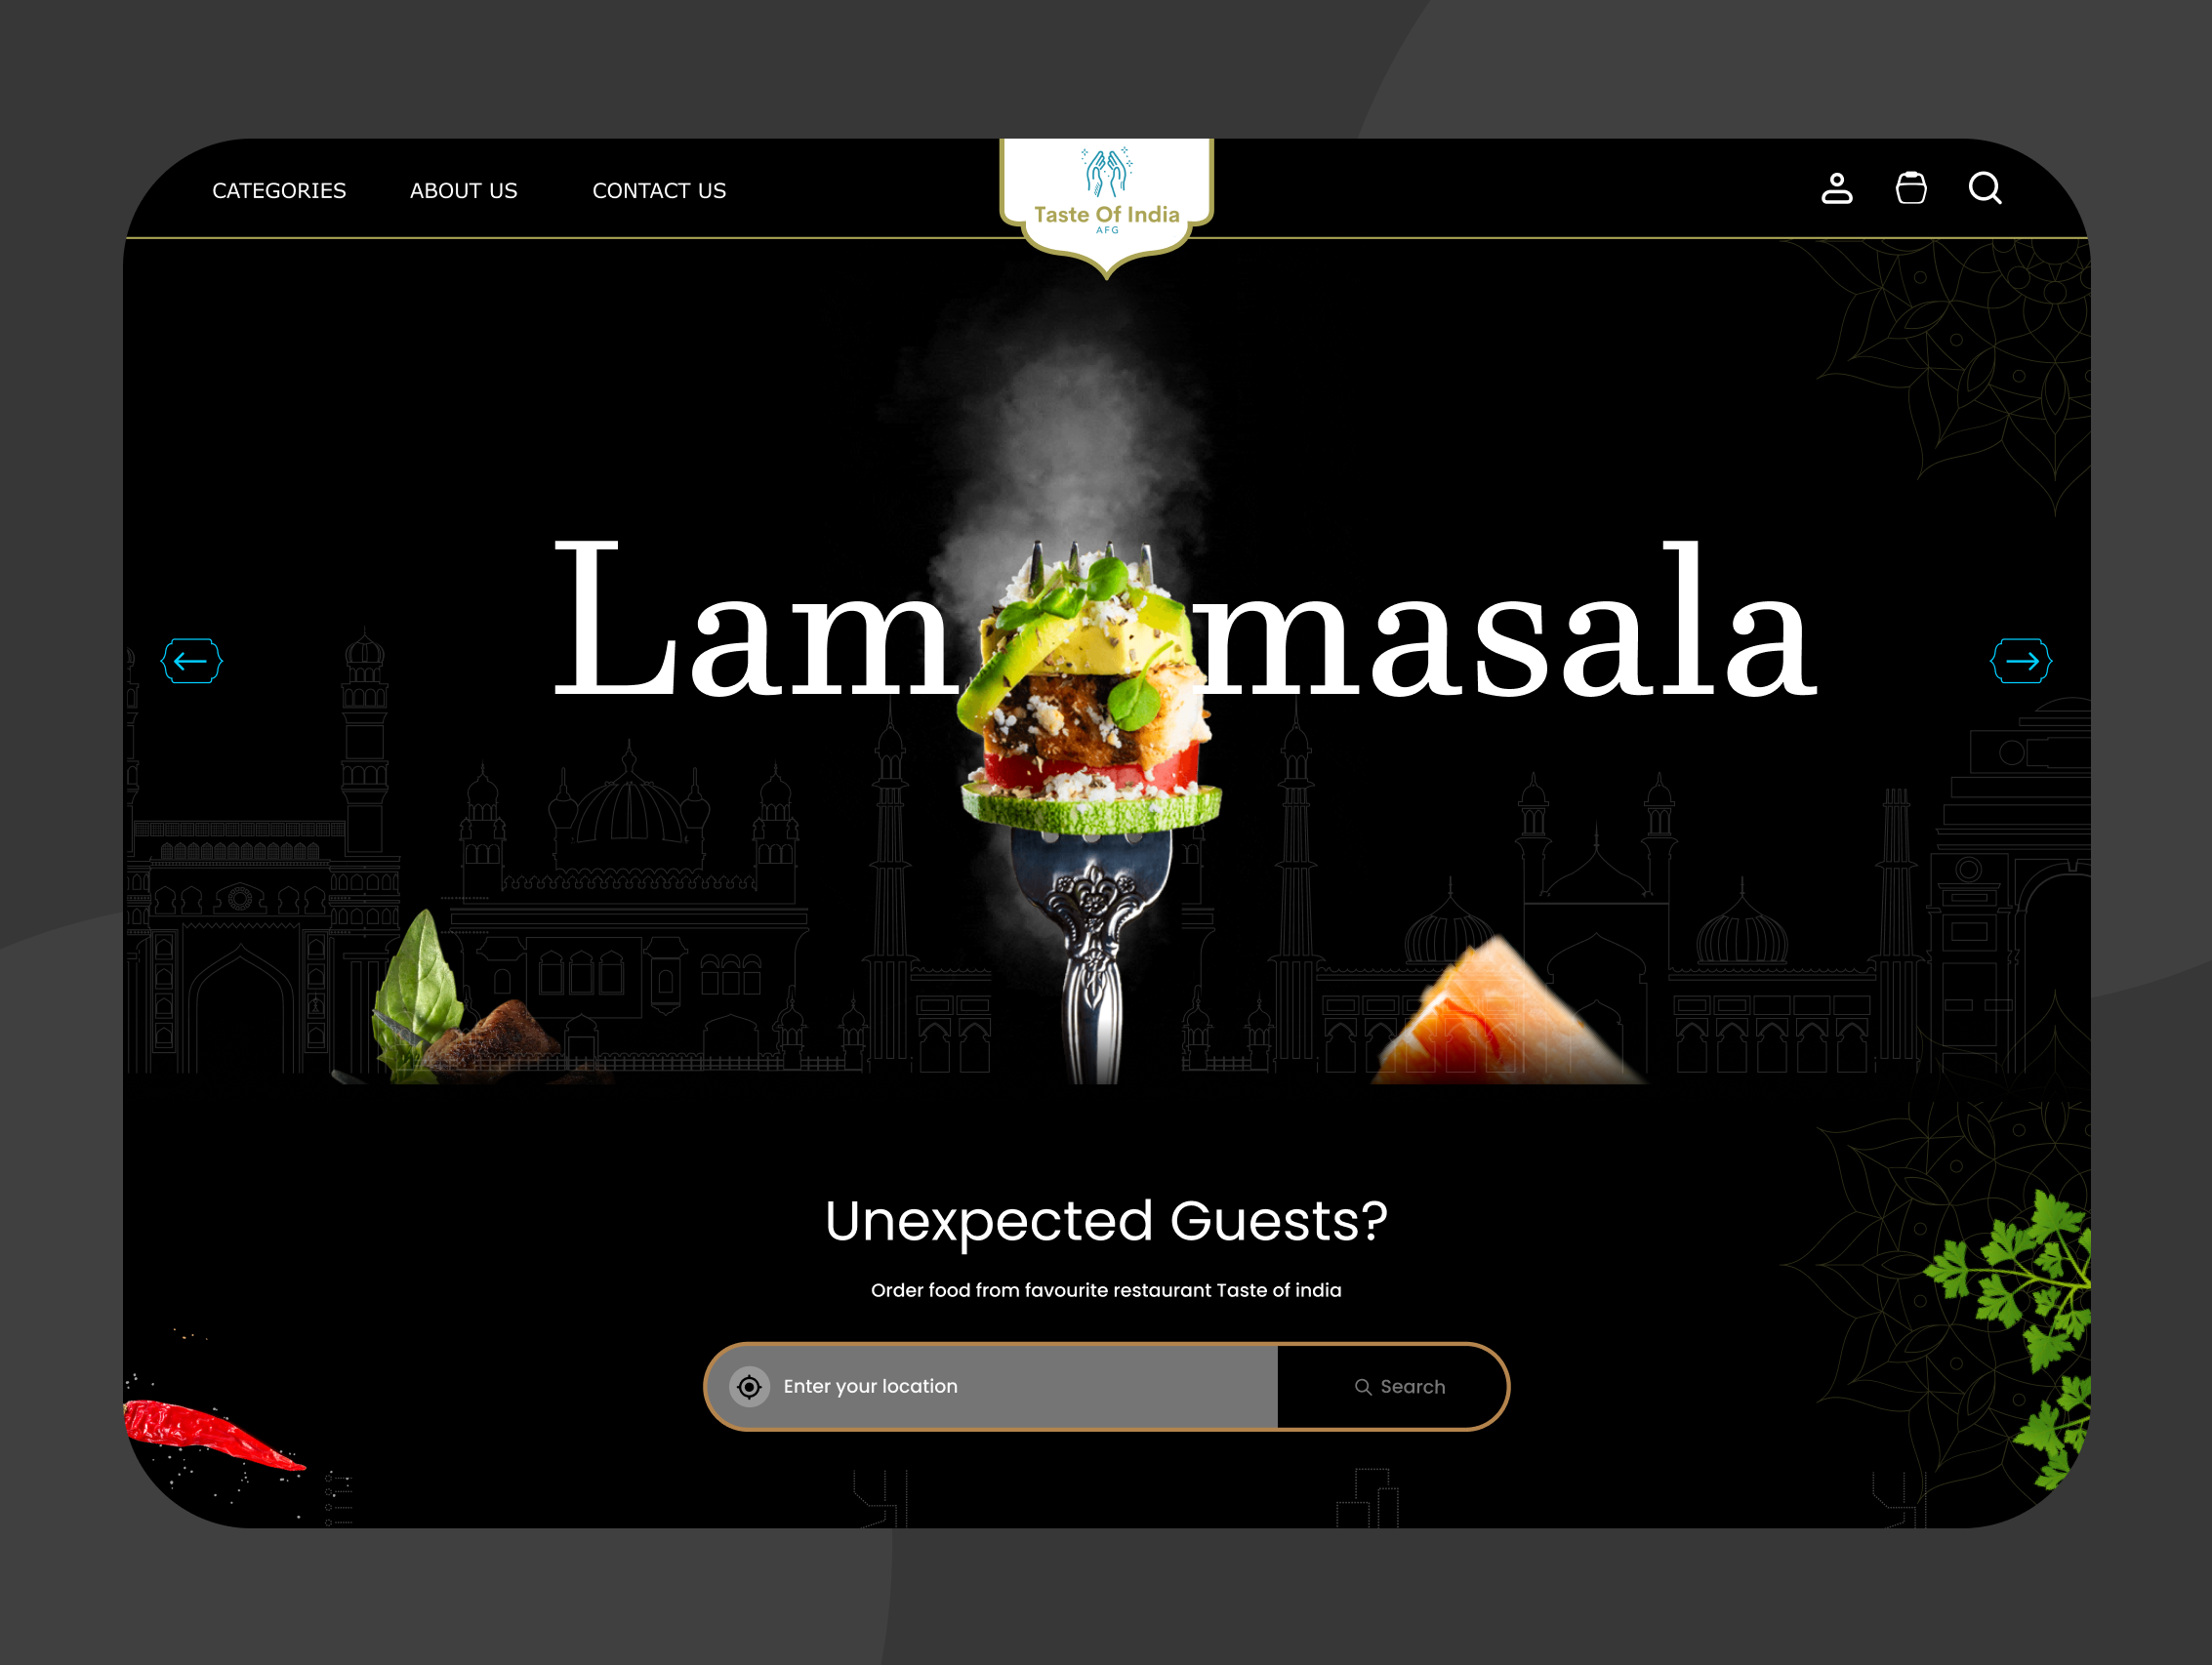 CATEGORIES ABOUT US CONTACT US
Taste Of India
AFG
Lam masala
Unexpected Guests?
Order food from favourite restaurant Taste of india
Enter your location Search